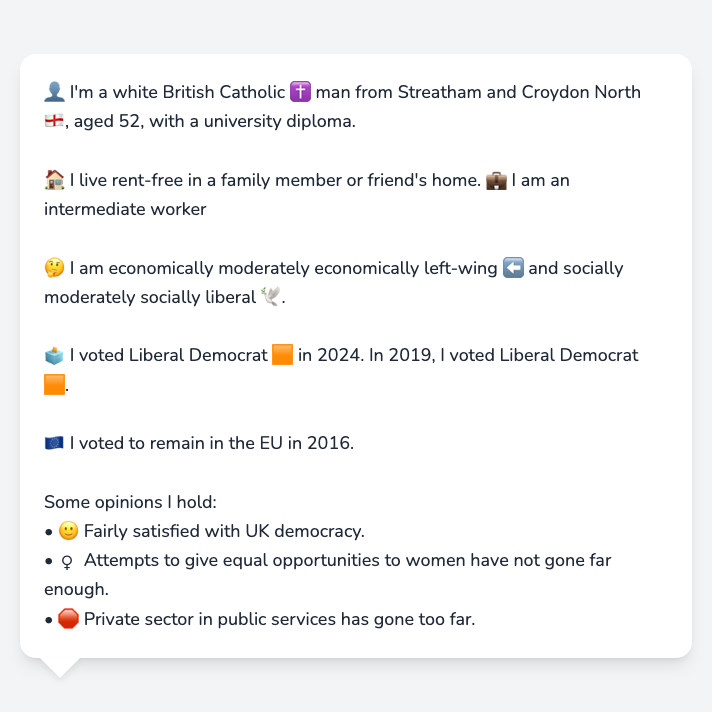 👤 I'm a white British Catholic ✝️ man from Streatham and Croydon North
🏴󠁧󠁢󠁥󠁮󠁧󠁿, aged 52, with a university diploma.
🏠 I live rent-free in a family member or friend's home. 💼 I am an
intermediate worker
🤔 I am economically moderately economically left-wing ⬅️ and socially
moderately socially liberal 🕊️.
🗳️ I voted Liberal Democrat 🟧 in 2024. In 2019, I voted Liberal Democrat
🟧.
🇪🇺 I voted to remain in the EU in 2016.
Some opinions I hold:
• 🙂 Fairly satisfied with UK democracy.
• ♀ Attempts to give equal opportunities to women have not gone far
enough.
• 🛑 Private sector in public services has gone too far.